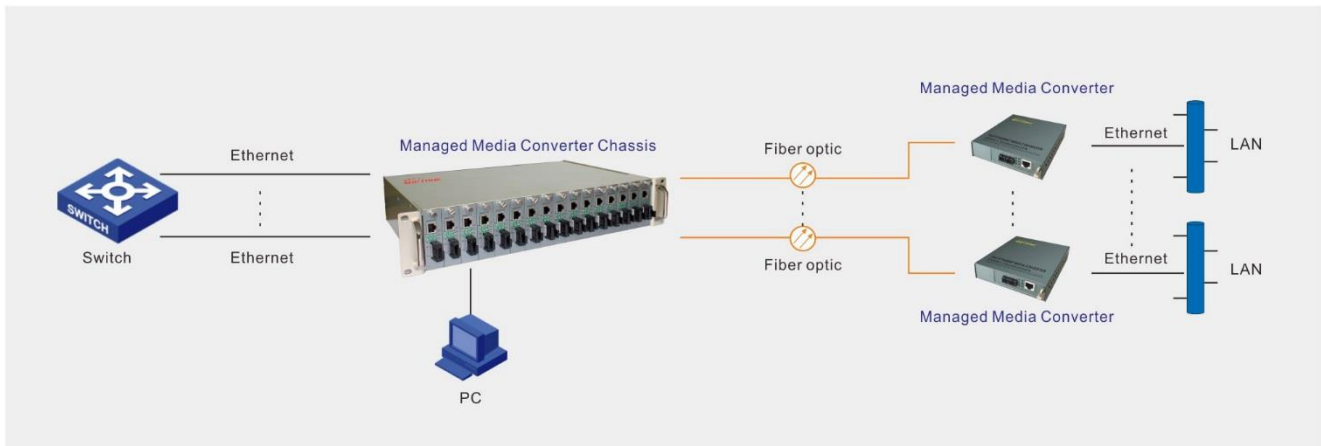 Managed Media Converter
Ethernet
Managed Media Converter Chassis
Fiber optic
Ethernet
LAN
SWITCH
Switch
Ethernet
Fiber optic
Ethernet
LAN
Managed Media Converter
PC